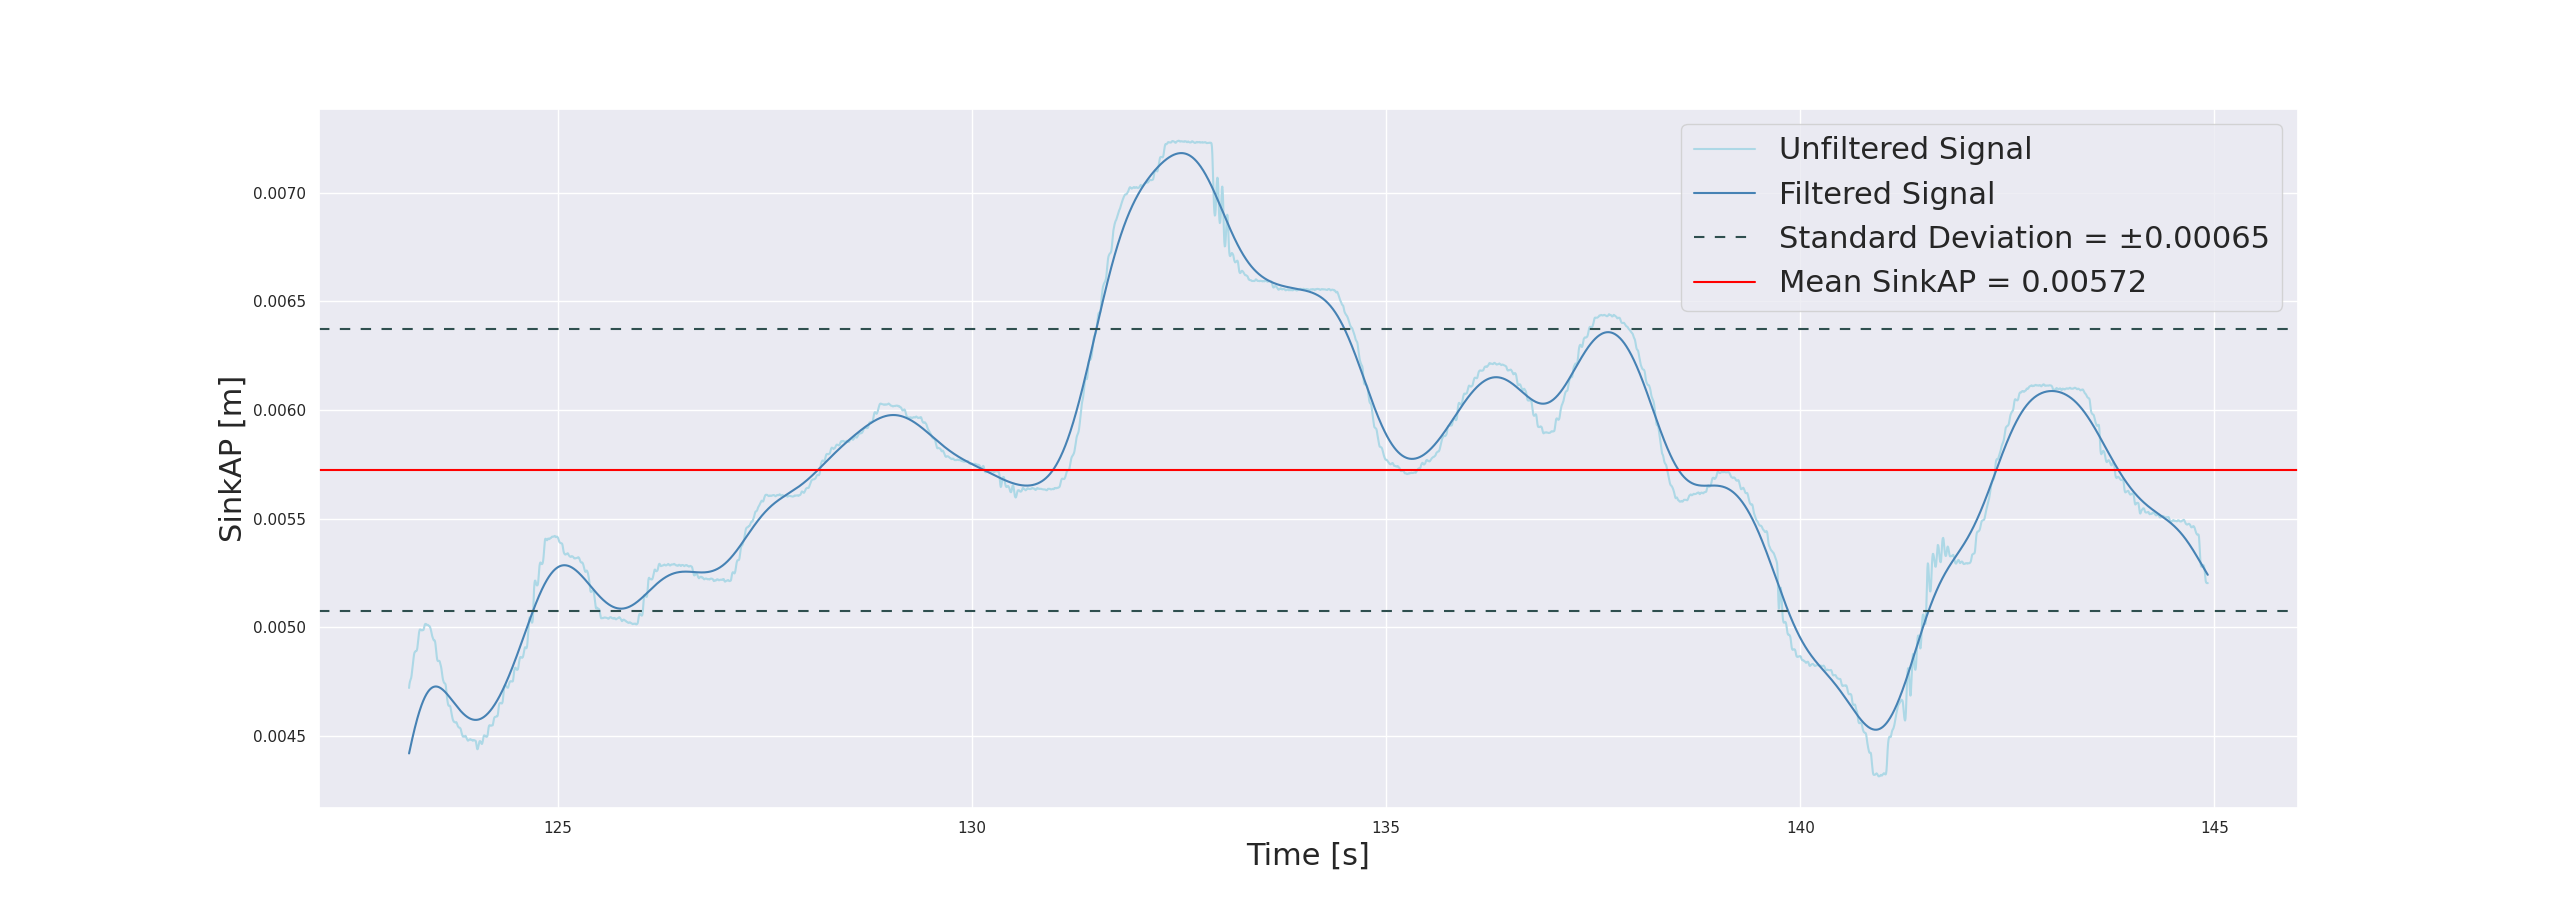 Unfiltered Signal
Filtered Signal
Standard Deviation = ±0.00065
Mean SinkAP = 0.00572
0.0070
0.0065
0.0060
0.0055
0.0050
0.0045
SinkAP [m]
125 130 135 140 145
Time [s]